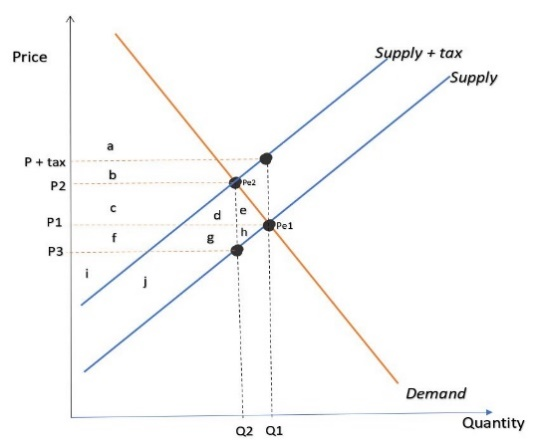 Supply + tax
Price
Supply
a
P + tax
b
P2
Pe2
c
d
e
P1
Pe1
f
g
h
P3
i
j
Demand
Quantity
Q2
Q1